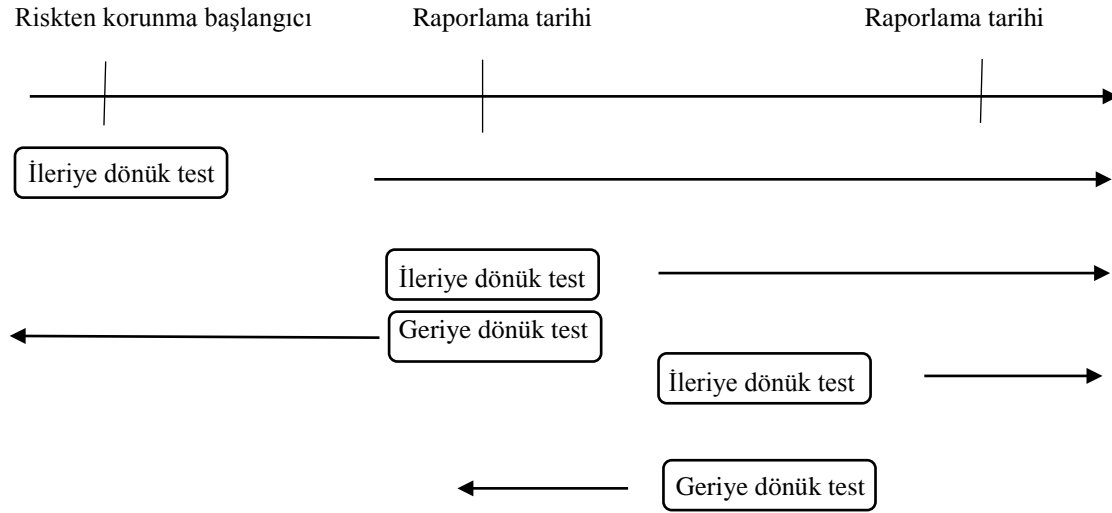 Riskten korunma başlangıcı
Raporlama tarihi
Raporlama tarihi
İleriye dönük test
İleriye dönük test
Geriye dönük test
İleriye dönük test
Geriye dönük test